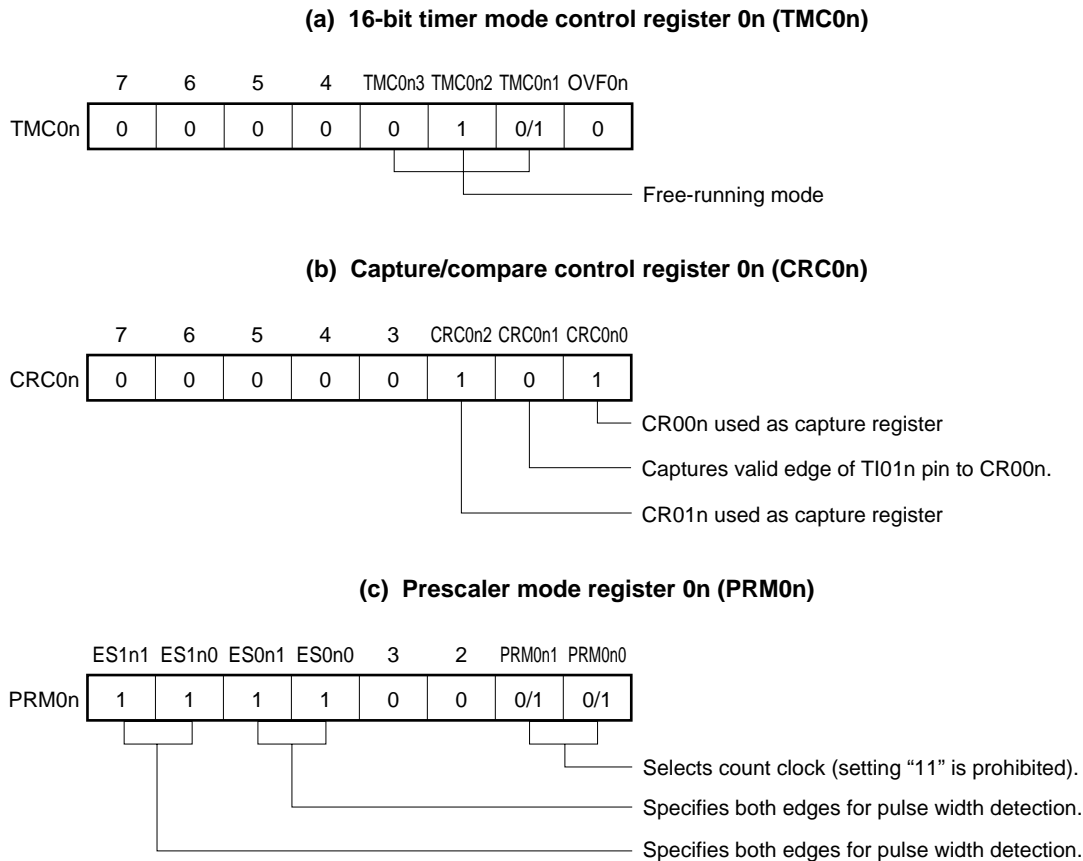 (a) 16-bit timer mode control register 0n (TMC0n)
7 6 5 4 TMC0n3 TMC0n2 TMC0n1 OVF0n
TMC0n 0 0 0 0 0 1 0/1 0
Free-running mode
(b) Capture/compare control register 0n (CRC0n)
7 6 5 4 3 CRC0n2 CRC0n1 CRC0n0
CRC0n 0 0 0 0 0 1 0 1
CR00n used as capture register
Captures valid edge of TI01n pin to CR00n.
CR01n used as capture register
(c) Prescaler mode register 0n (PRM0n)
ES1n1 ES1n0 ES0n1 ES0n0 3 2 PRM0n1 PRM0n0
PRM0n 1 1 1 1 0 0 0/1 0/1
Selects count clock (setting “11” is prohibited).
Specifies both edges for pulse width detection.
Specifies both edges for pulse width detection.